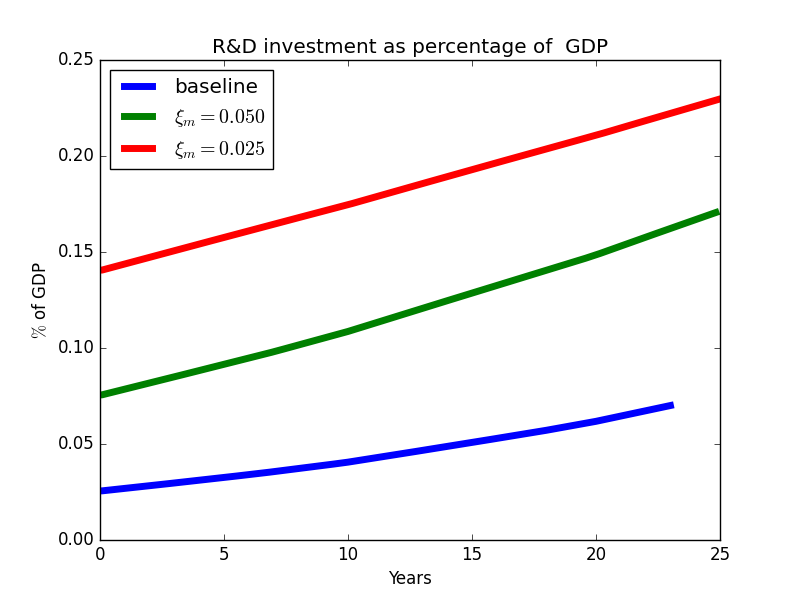 R&D investment as percentage of  GDP
baseline
ξₘ = 0.050
ξₘ = 0.025
0.25
0.20
0.15
0.10
0.05
0.00
% of GDP
0 5 10 15 20 25
Years